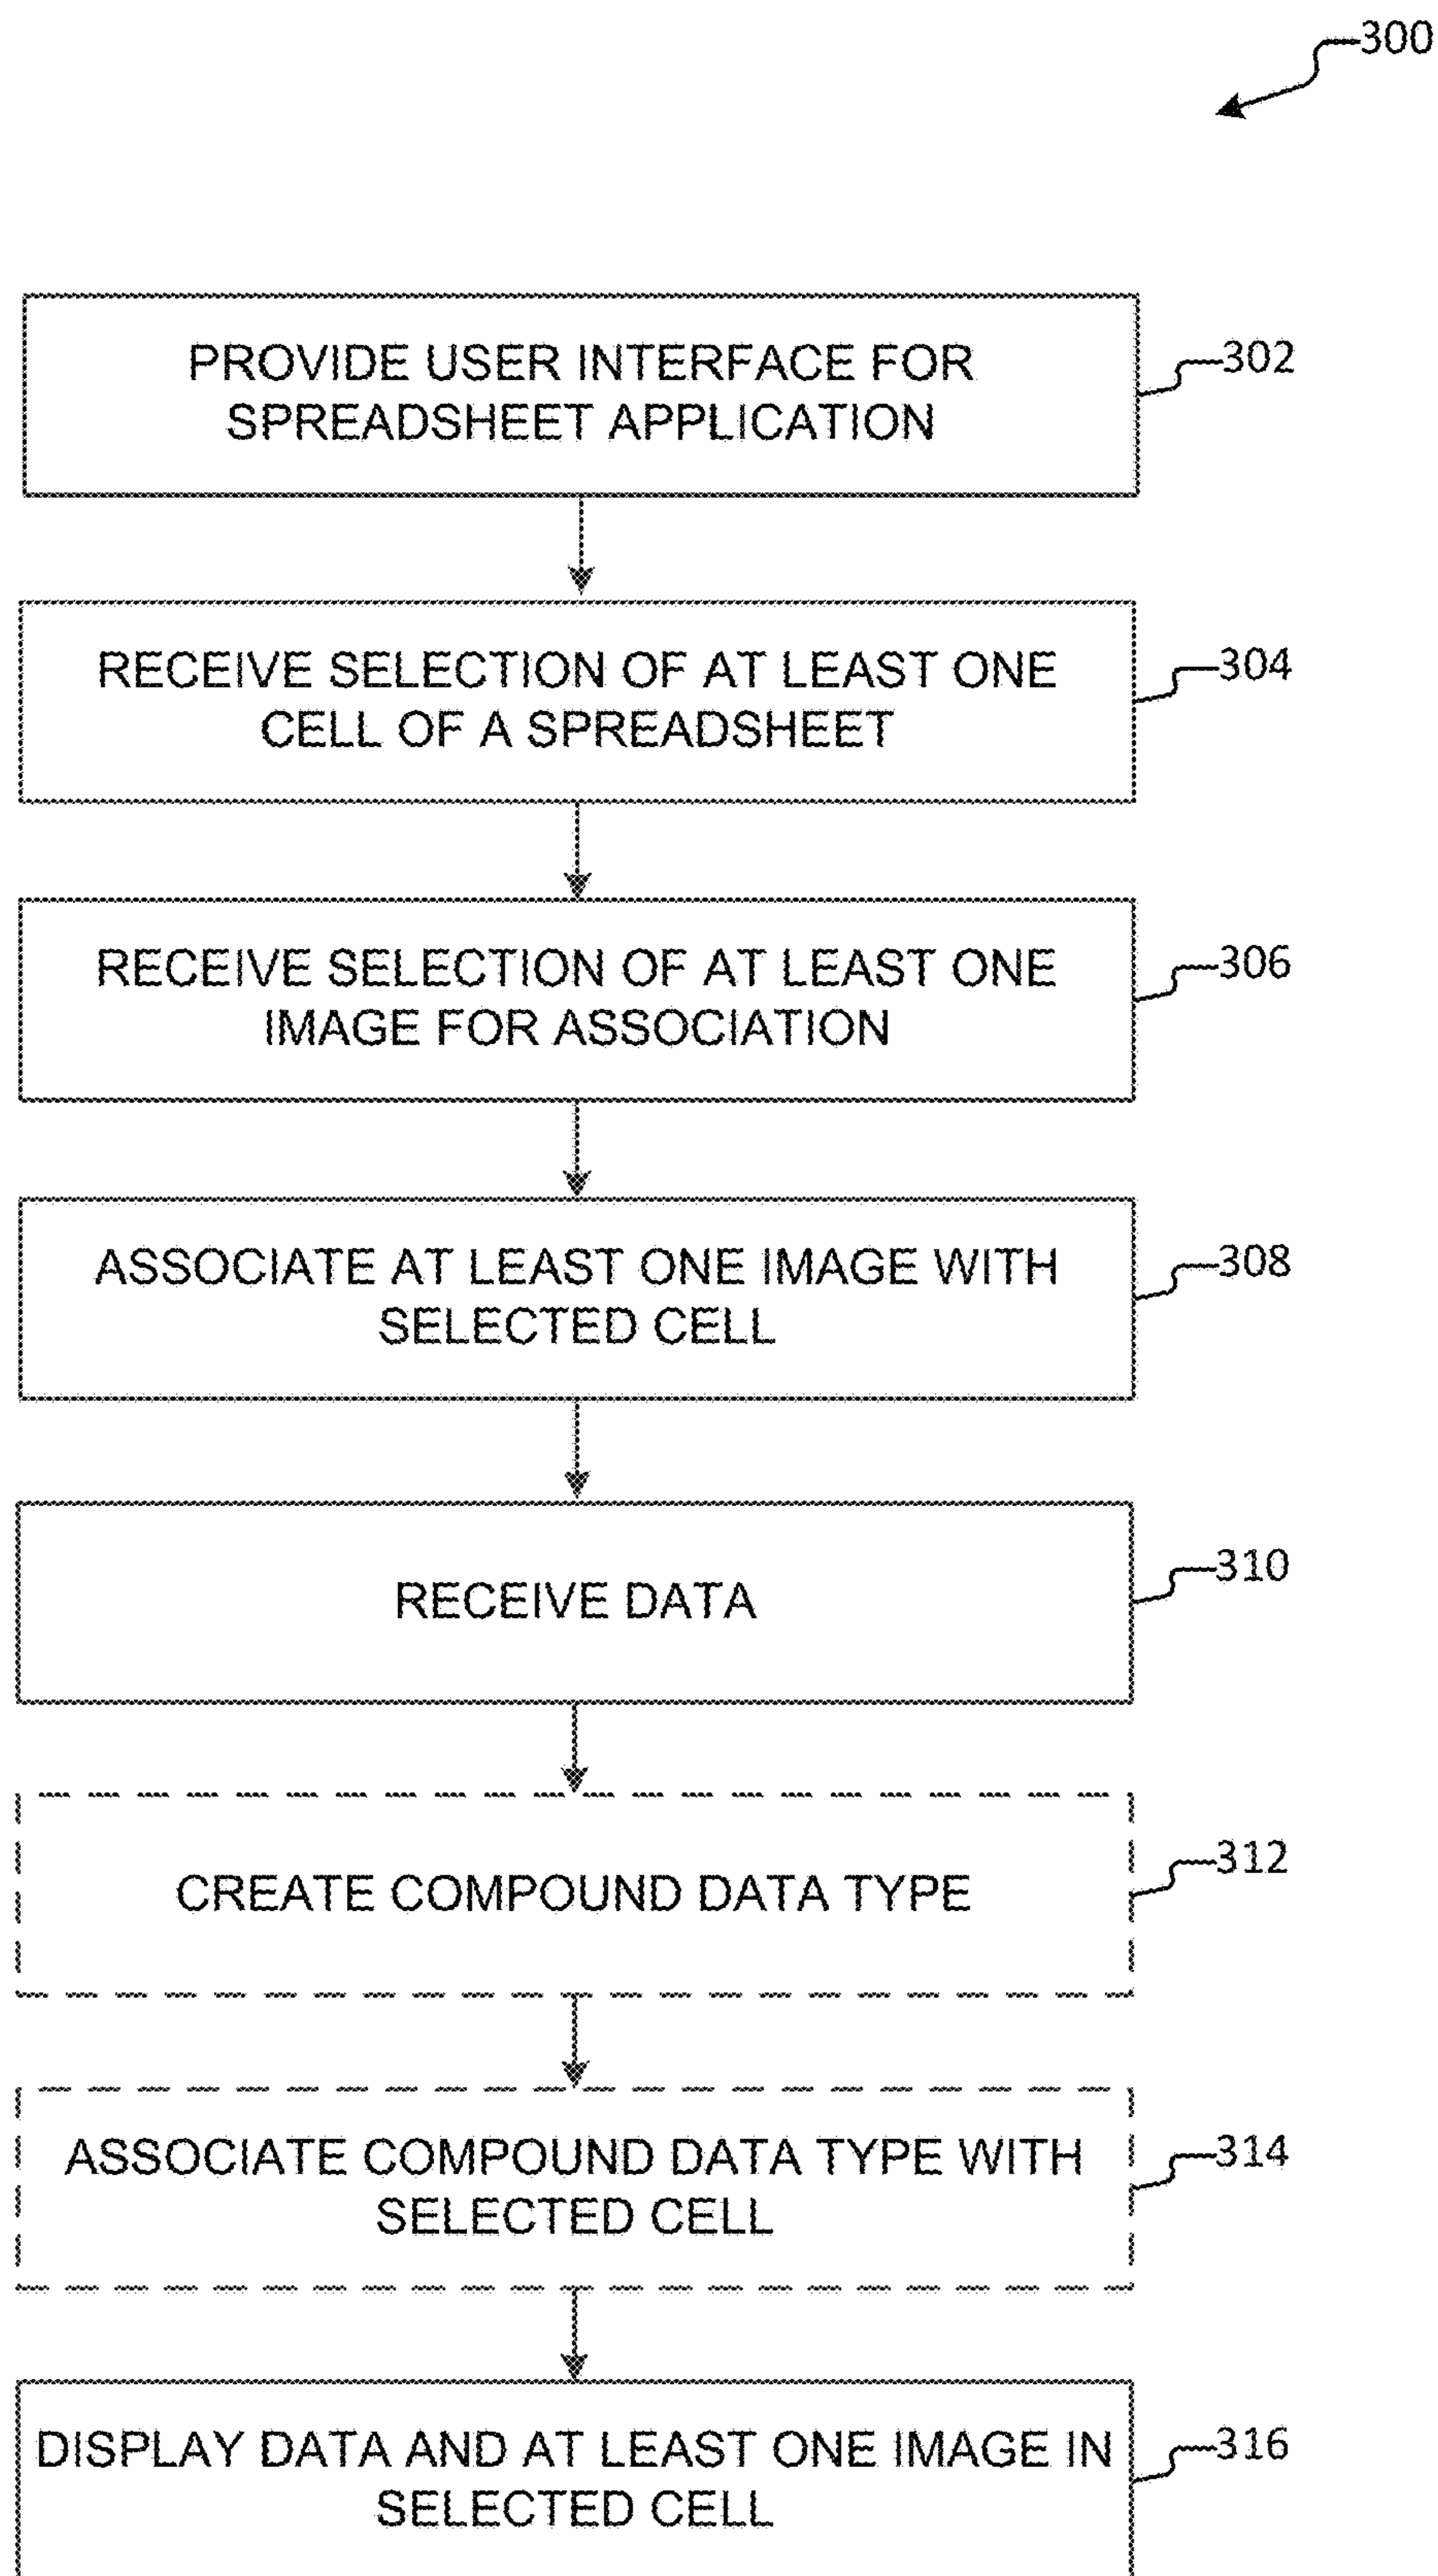 300
PROVIDE USER INTERFACE FOR
SPREADSHEET APPLICATION
302
RECEIVE SELECTION OF AT LEAST ONE
CELL OF A SPREADSHEET
304
RECEIVE SELECTION OF AT LEAST ONE
IMAGE FOR ASSOCIATION
306
ASSOCIATE AT LEAST ONE IMAGE WITH
SELECTED CELL
308
RECEIVE DATA
310
CREATE COMPOUND DATA TYPE
312
ASSOCIATE COMPOUND DATA TYPE WITH
SELECTED CELL
314
DISPLAY DATA AND AT LEAST ONE IMAGE IN
SELECTED CELL
316